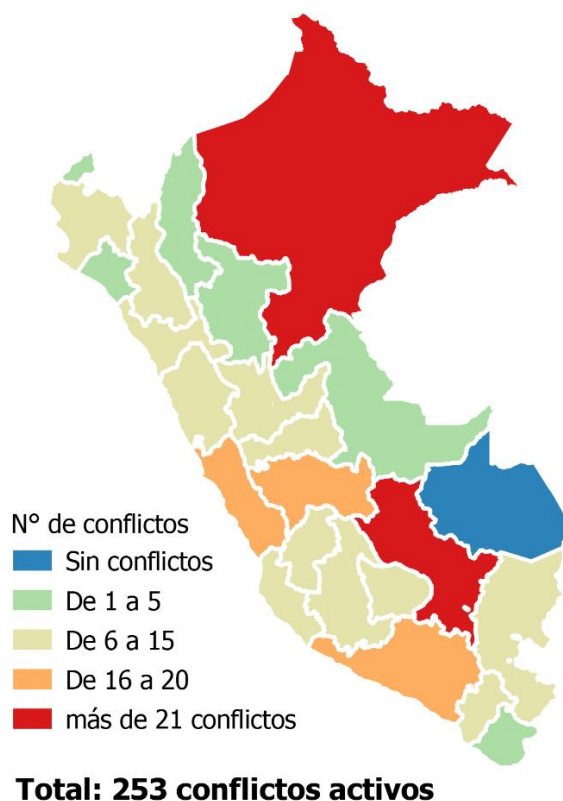 N° de conflictos
Sin conflictos
De 1 a 5
De 6 a 15
De 16 a 20
más de 21 conflictos
Total: 253 conflictos activos